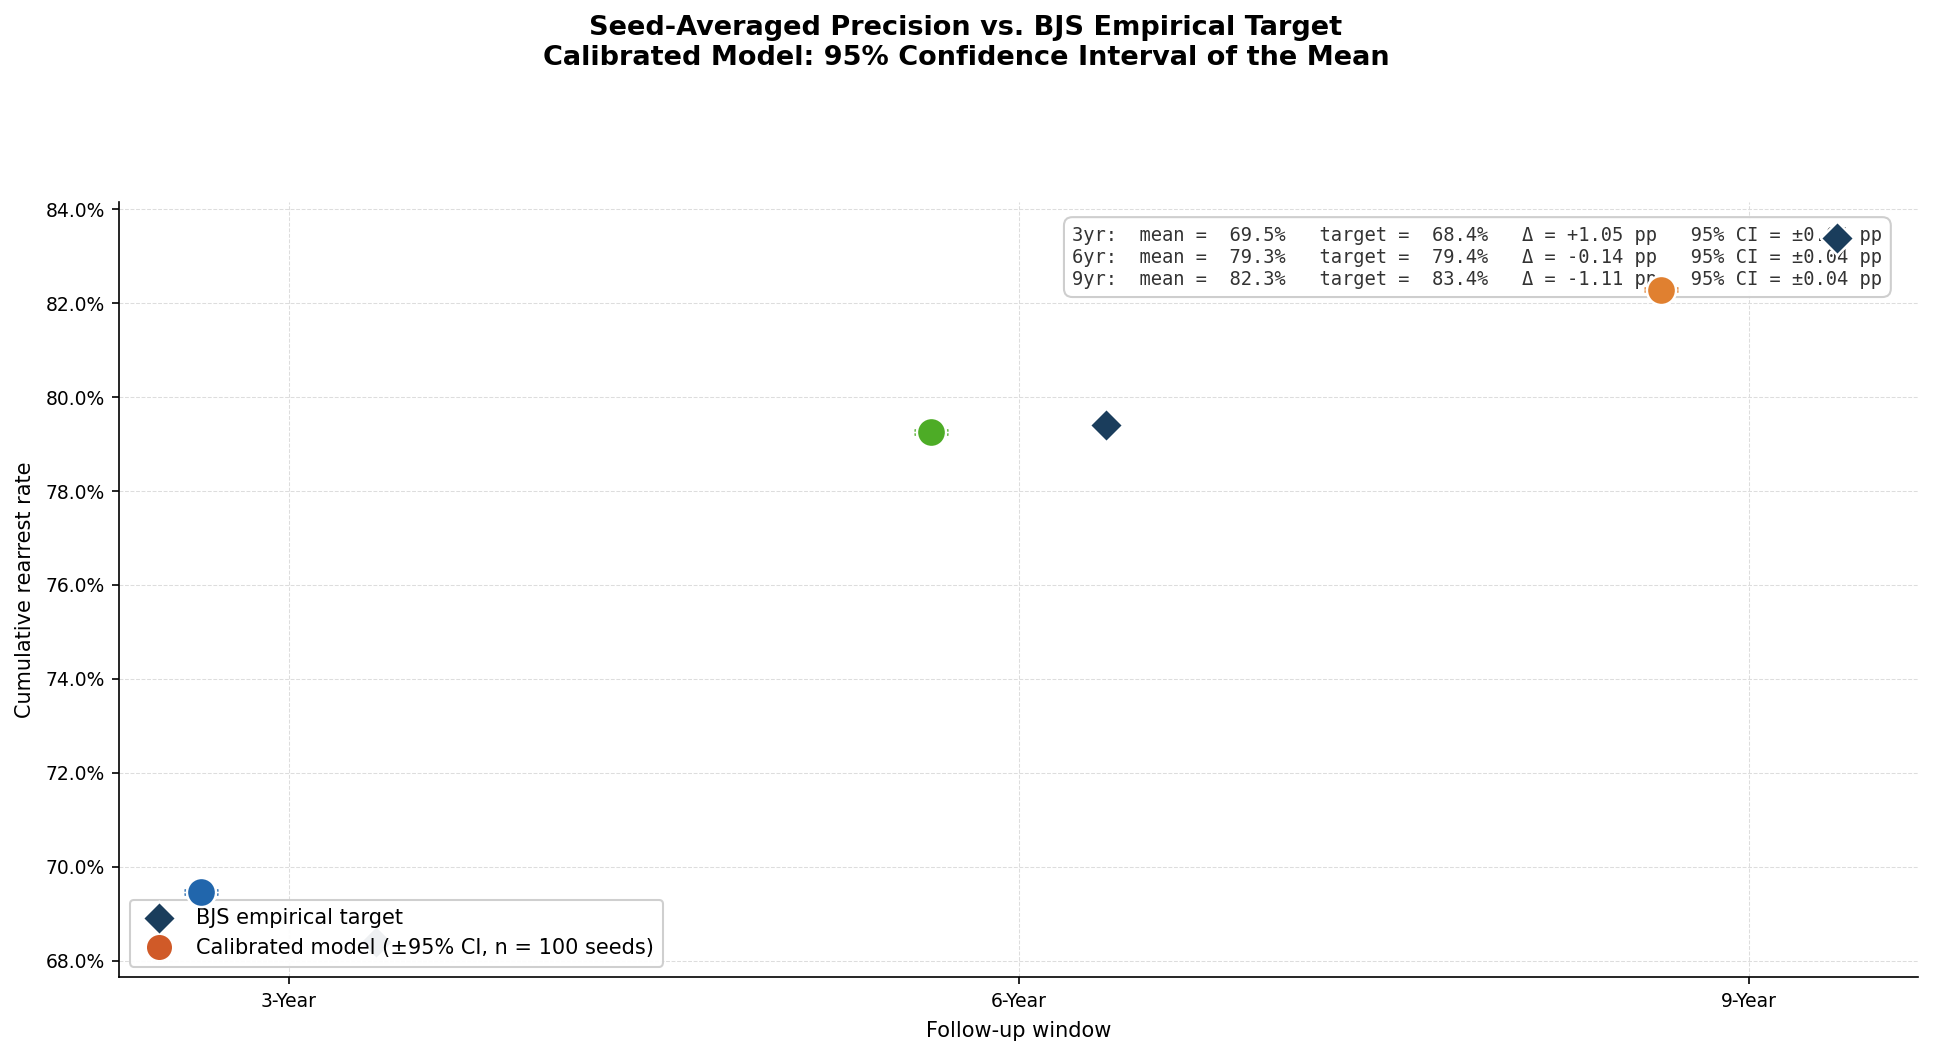 Seed-Averaged Precision vs. BJS Empirical Target
Calibrated Model: 95% Confidence Interval of the Mean
84.0%
82.0%
80.0%
78.0%
76.0%
74.0%
72.0%
70.0%
68.0%
Cumulative rearrest rate
3yr: mean = 69.5% target = 68.4% Δ = +1.05 pp 95% CI = pp
6yr: mean = 79.3% target = 79.4% Δ = -0.14 pp 95% CI = ±0.04 pp
9yr: mean = 82.3% target = 83.4% Δ = -1.11 pp 95% CI = ±0.04 pp
BJS empirical target
Calibrated model (±95% CI, n = 100 seeds)
3-Year
6-Year
9-Year
Follow-up window